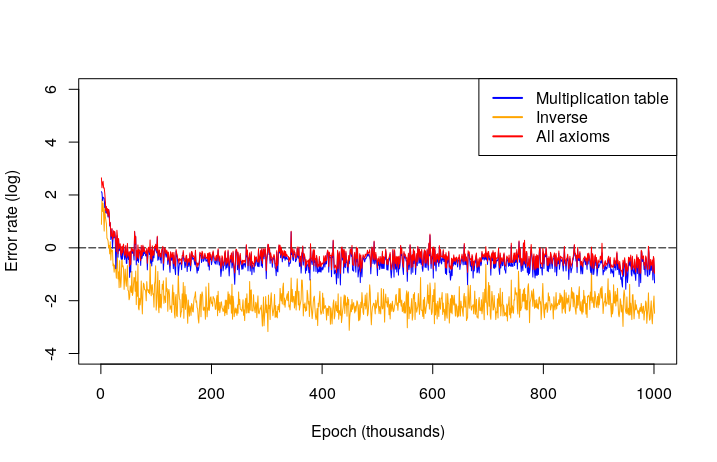 Multiplication table
Inverse
All axioms
Error rate (log)
6
4
2
0
-2
-4
0 200 400 600 800 1000
Epoch (thousands)